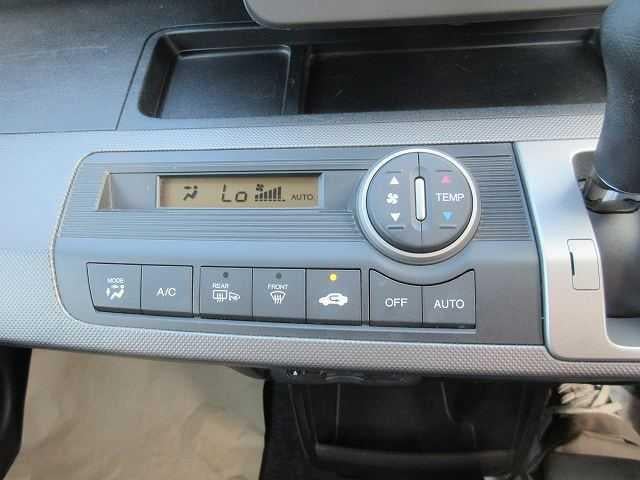 Lo AUTO
TEMP
MODE
A/C
REAR
FRONT
OFF
AUTO